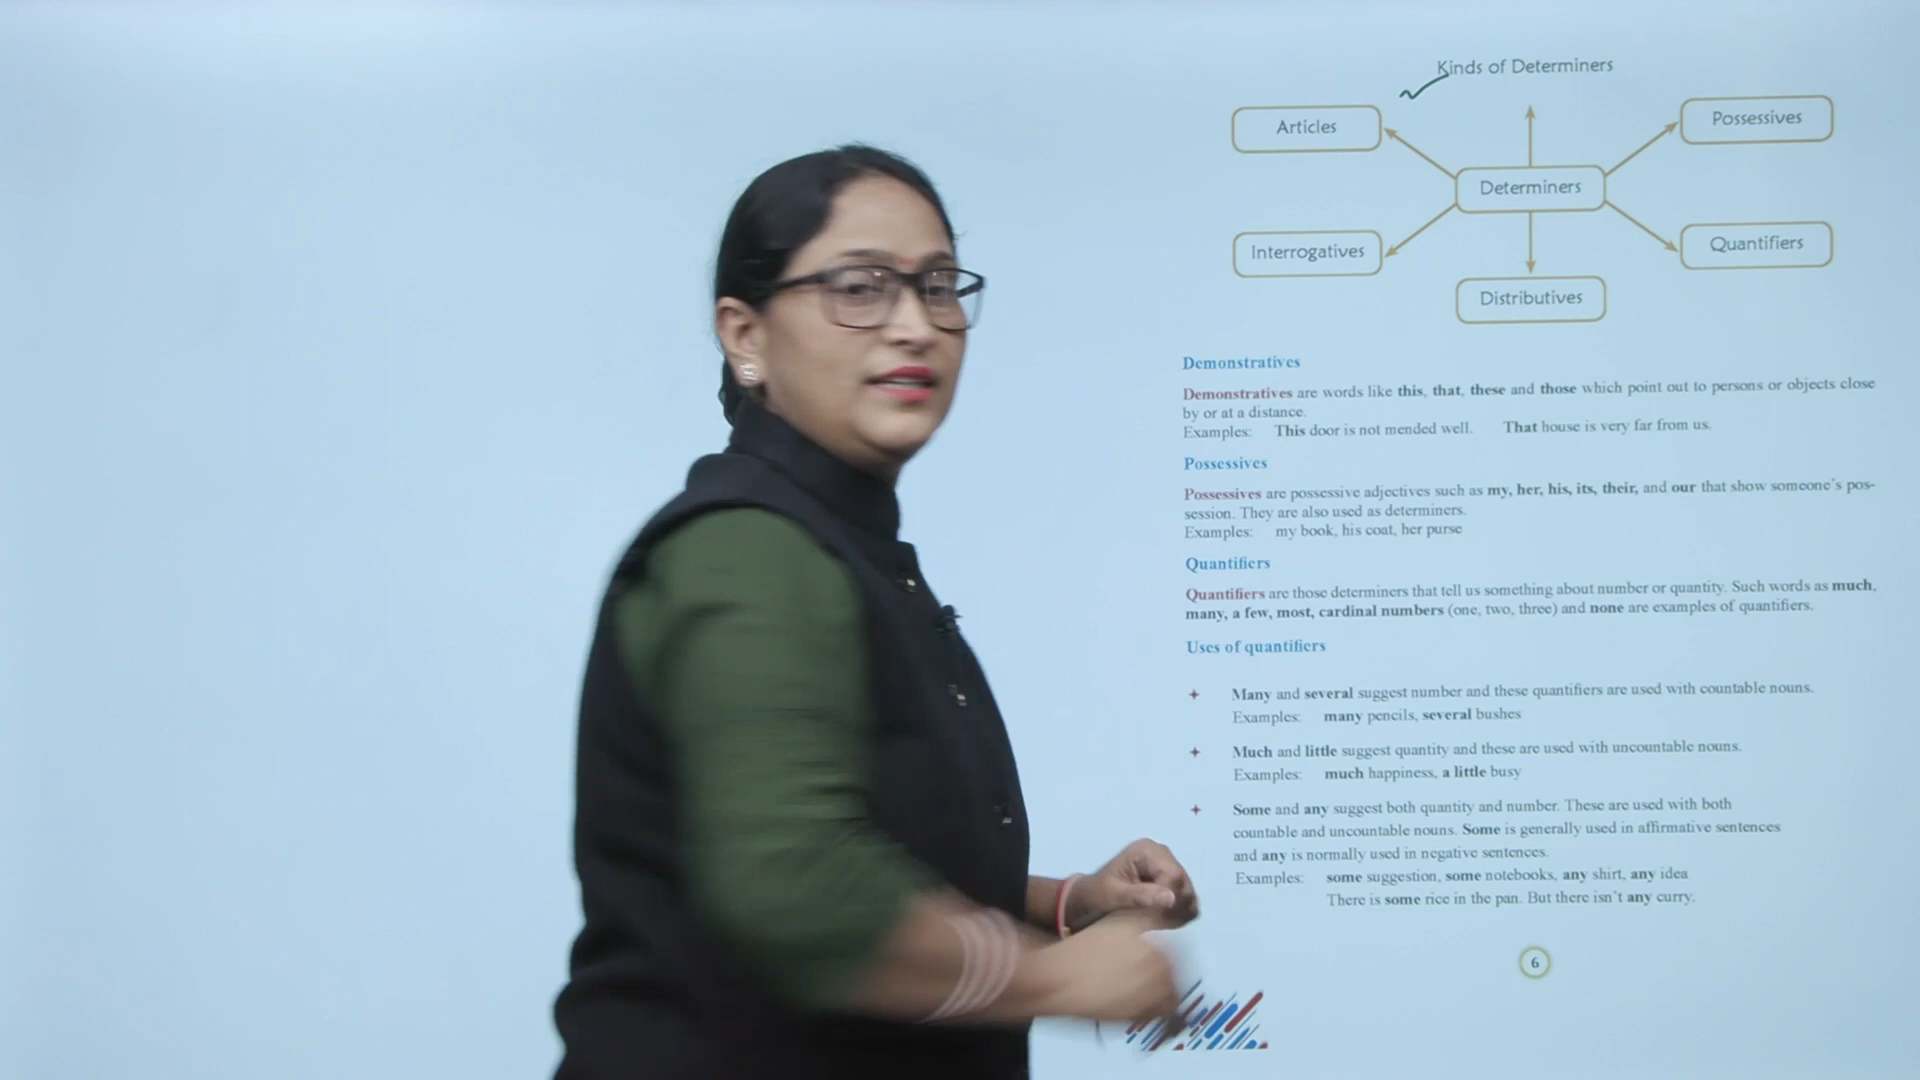 Kinds of Determiners
Articles
Possessives
Determiners
Interrogatives
Quantifiers
Distributives
Demonstratives
Demonstratives are words like this, that, these and those which point out to persons or objects close
by or at a distance.
Examples: This door is not mended well. That house is very far from us.
Possessives
Possessives are possessive adjectives such as my, her, his, its, their, and our that show someone's pos-
session. They are also used as determiners.
Examples: my book, his coat, her purse
Quantifiers
Quantifiers are those determiners that tell us something about number or quantity. Such words as much,
many, a few, most, cardinal numbers (one, two, three) and none are examples of quantifiers.
Uses of quantifiers
Many and several suggest number and these quantifiers are used with countable nouns.
Examples: many pencils, several bushes
Much and little suggest quantity and these are used with uncountable nouns.
Examples: much happiness, a little busy
Some and any suggest both quantity and number. These are used with both
countable and uncountable nouns. Some is generally used in affirmative sentences
and any is normally used in negative sentences.
Examples: some suggestion, some notebooks, any shirt, any idea
There is some rice in the pan. But there isn't any curry.
6